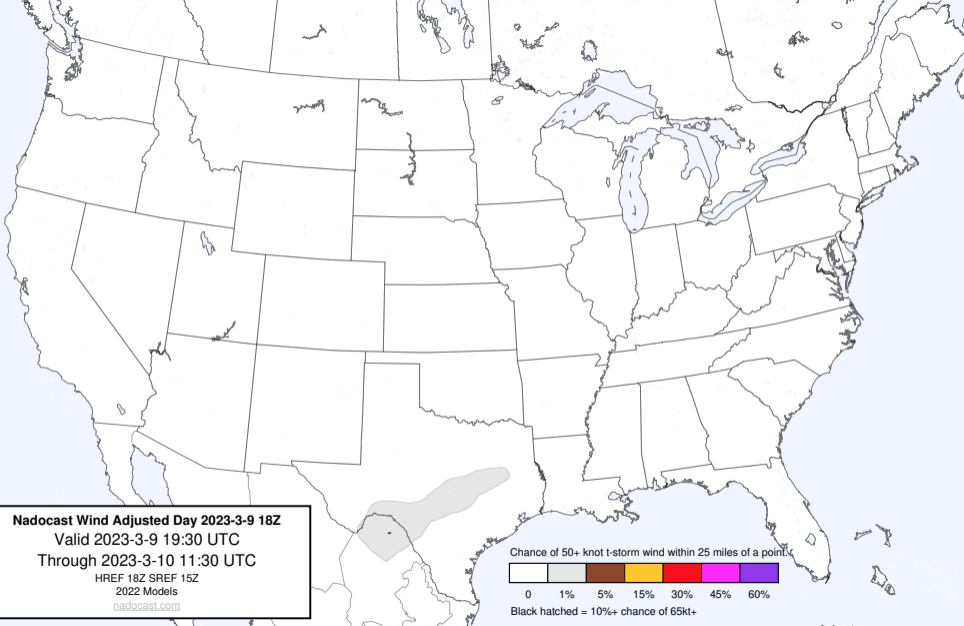 Nadocast Wind Adjusted Day 2023-3-9 18Z
Valid 2023-3-9 19:30 UTC
Through 2023-3-10 11:30 UTC
HREF 18Z SREF 15Z
2022 Models
nadocast.com
Chance of 50+ knot t-storm wind within 25 miles of a point.
0 1% 5% 15% 30% 45% 60%
Black hatched = 10%+ chance of 65kt+